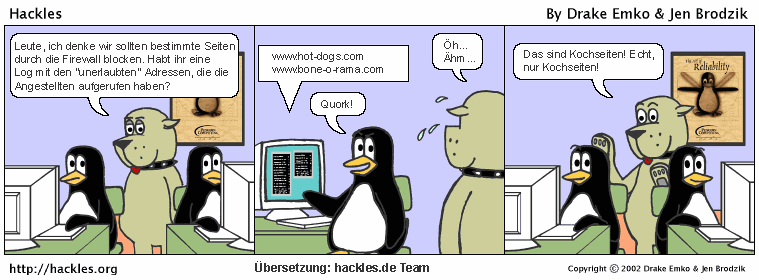 Hackles
By Drake Emko & Jen Brodzik
Leute, ich denke wir sollten bestimmte Seiten
durch die Firewall blocken. Habt ihr eine
Log mit den "unerlaubten" Adressen, die die
Angestellten aufgerufen haben?
www.hot-dogs.com
www.bone-o-rama.com
Quork!
Öh...
Ähm ...
Das sind Kochseiten! Echt,
nur Kochseiten!
Reliability
http://hackles.org
Übersetzung: hackles.de Team
Copyright © 2002 Drake Emko & Jen Brodzik